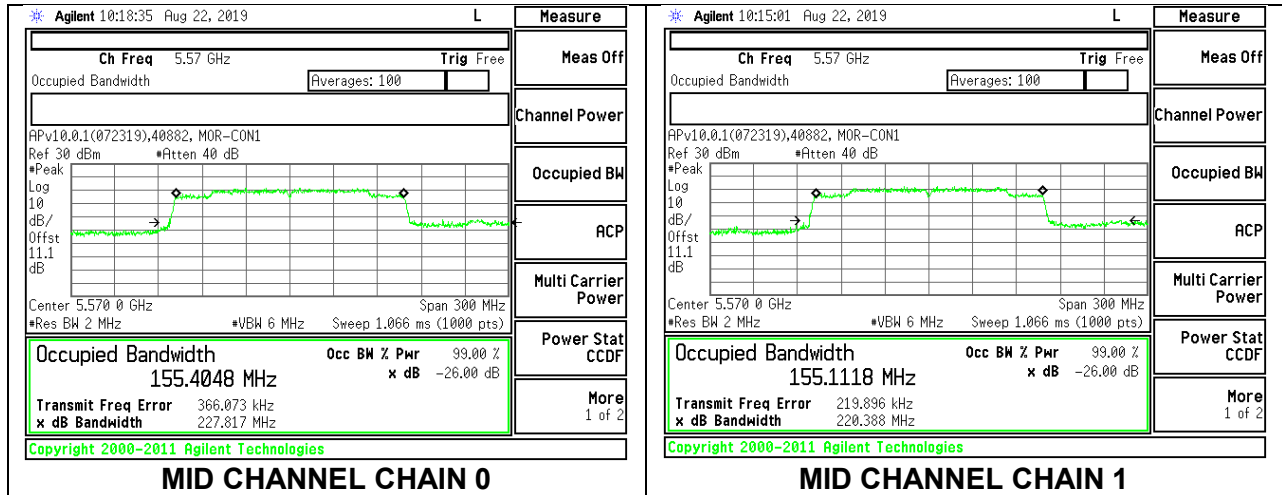 Agilent 10:18:35 Aug 22, 2019 L Measure
Ch Freq 5.57 GHz Trig Free
Meas Off
Occupied Bandwidth Averages: 100
Channel Power
APv10.0.1(072319),40882, MOR-CON1
Ref 30 dBm #Atten 40 dB
#Peak
Occupied BW
Log
10
dB/
ACP
Offst
11.1
dB
Multi Carrier
Power
Center 5.570 0 GHz Span 300 MHz
#Res BW 2 MHz #VBW 6 MHz Sweep 1.066 ms (1000 pts)
Power Stat
CCDF
Occupied Bandwidth Occ BW % Pwr 99.00 %
155.4048 MHz x dB -26.00 dB
More
1 of 2
Transmit Freq Error 366.073 kHz
x dB Bandwidth 227.817 MHz
Copyright 2000-2011 Agilent Technologies
MID CHANNEL CHAIN 0
Agilent 10:15:01 Aug 22, 2019 L Measure
Ch Freq 5.57 GHz Trig Free
Meas Off
Occupied Bandwidth Averages: 100
Channel Power
APv10.0.1(072319),40882, MOR-CON1
Ref 30 dBm #Atten 40 dB
#Peak
Occupied BW
Log
10
dB/
ACP
Offst
11.1
dB
Multi Carrier
Power
Center 5.570 0 GHz Span 300 MHz
#Res BW 2 MHz #VBW 6 MHz Sweep 1.066 ms (1000 pts)
Power Stat
CCDF
Occupied Bandwidth Occ BW % Pwr 99.00 %
155.1118 MHz x dB -26.00 dB
More
1 of 2
Transmit Freq Error 219.896 kHz
x dB Bandwidth 220.388 MHz
Copyright 2000-2011 Agilent Technologies
MID CHANNEL CHAIN 1